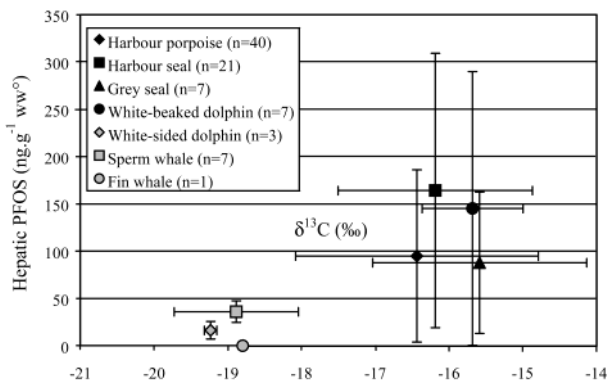 350
300
250
200
150
100
50
0
Hepatic PFOS (ng.g⁻¹ ww°)
Harbour porpoise (n=40)
Harbour seal (n=21)
Grey seal (n=7)
White-beaked dolphin (n=7)
White-sided dolphin (n=3)
Sperm whale (n=7)
Fin whale (n=1)
δ¹³C (‰)
-21 -20 -19 -18 -17 -16 -15 -14